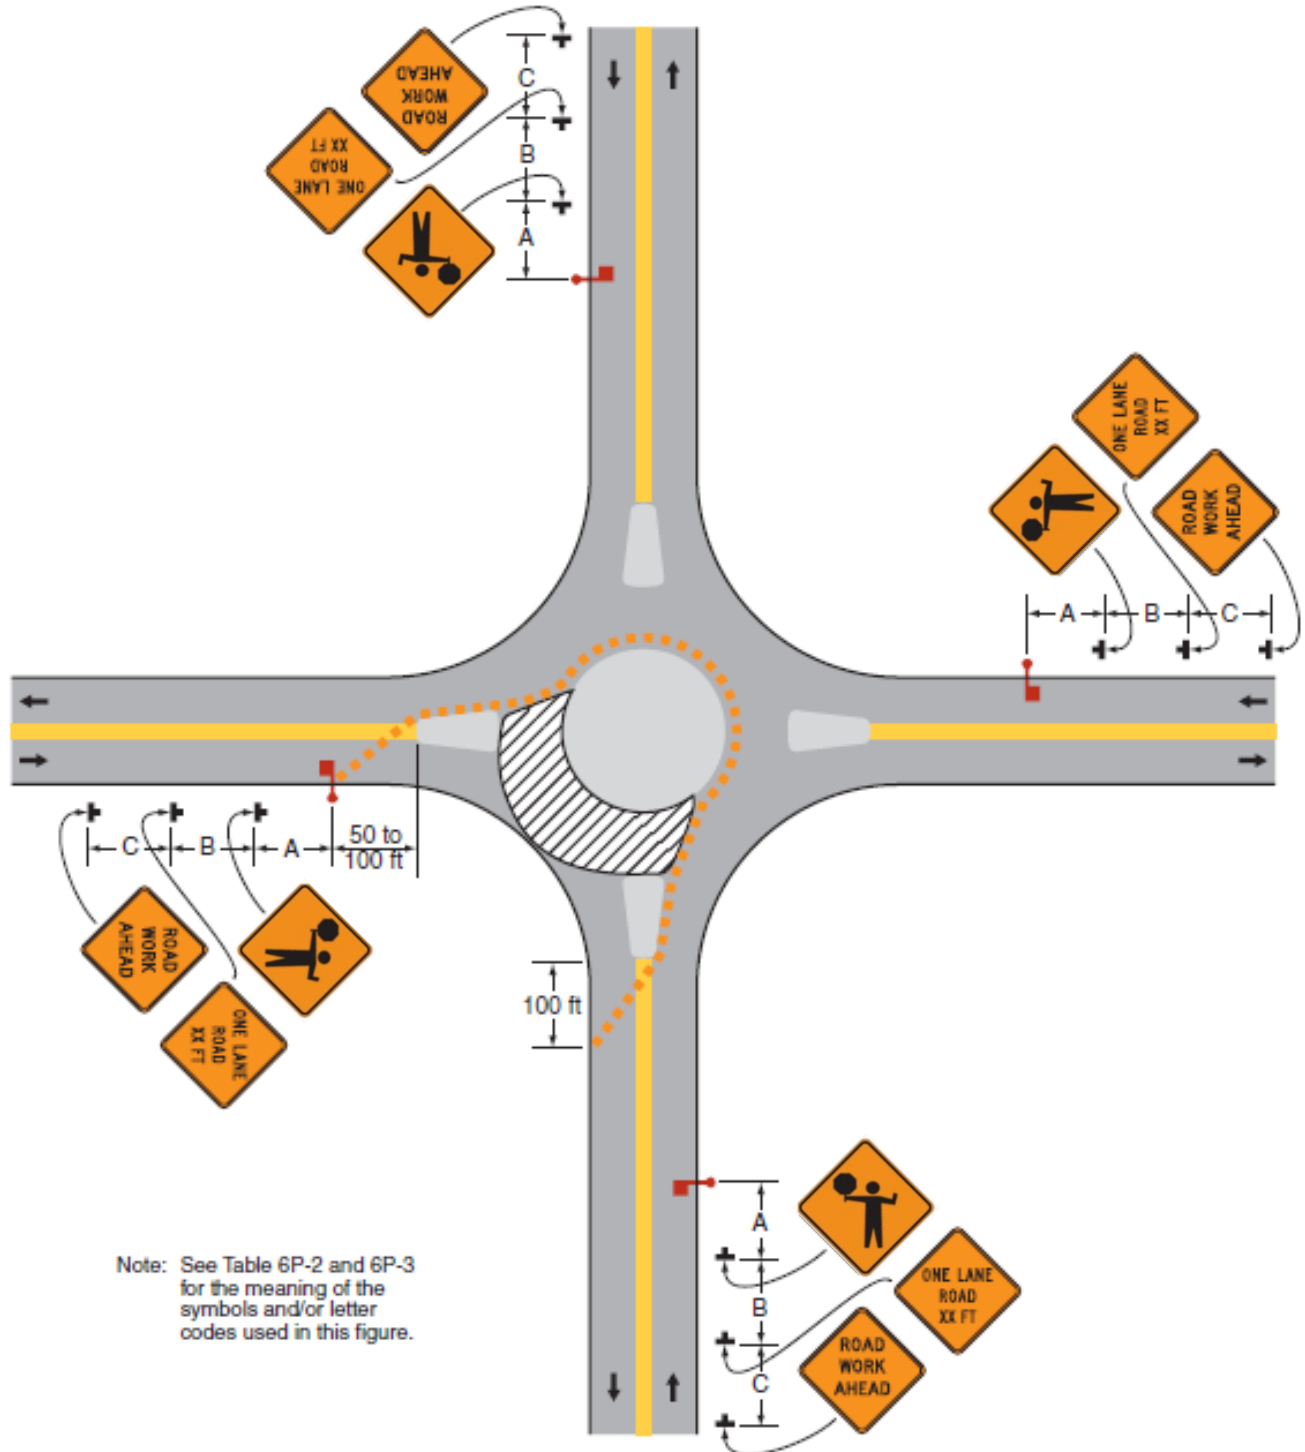 ROAD
WORK
AHEAD
ONE LANE
ROAD
XX FT
C
B
A
ONE LANE
ROAD
XX FT
ROAD
WORK
AHEAD
A
B
C
C
B
A
50 to
100 ft
ROAD
WORK
AHEAD
ONE LANE
ROAD
XX FT
100 ft
A
B
C
ONE LANE
ROAD
XX FT
ROAD
WORK
AHEAD
Note: See Table 6P-2 and 6P-3
for the meaning of the
symbols and/or letter
codes used in this figure.